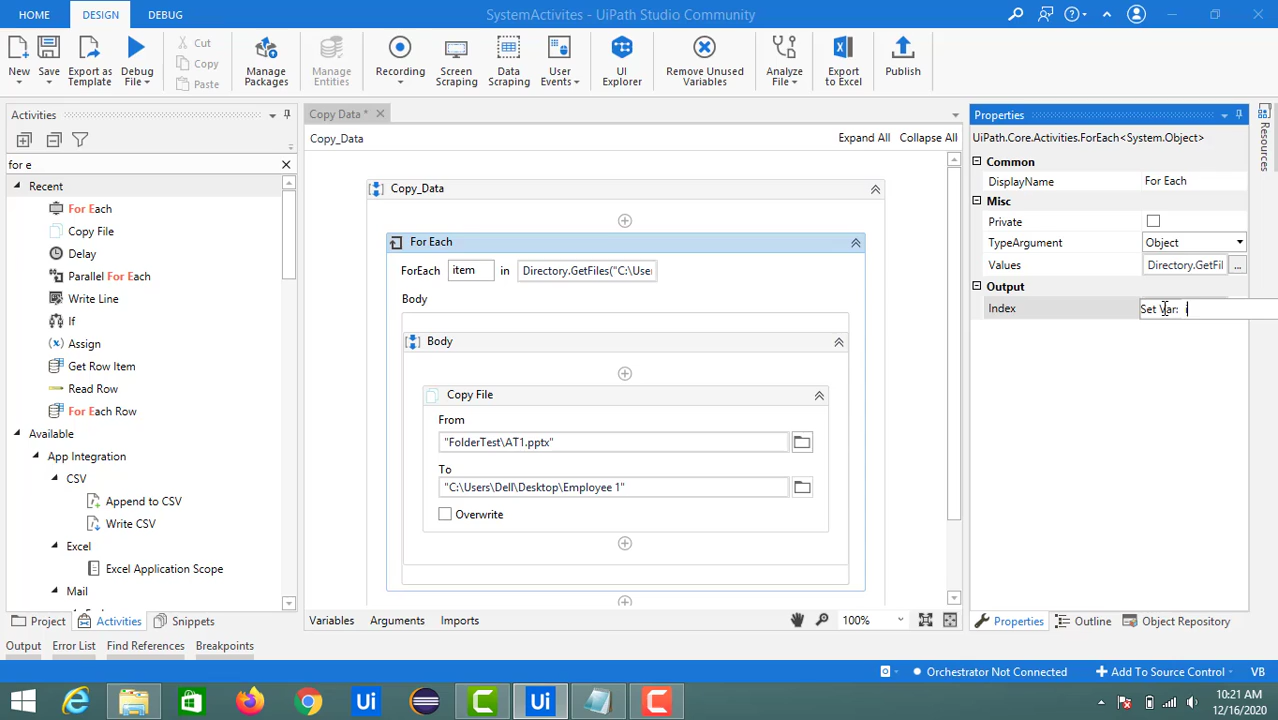 HOME DESIGN DEBUG SystemActivites - UiPath Studio Community
New Save Export as Template Debug File Cut Copy Paste Manage Packages Manage Entities Recording Screen Scraping Data Scraping User Events UI Explorer Remove Unused Variables Analyze File Export to Excel Publish
Activities
for e
Recent
For Each
Copy File
Delay
Parallel For Each
Write Line
If
Assign
Get Row Item
Read Row
For Each Row
Available
App Integration
CSV
Append to CSV
Write CSV
Excel
Excel Application Scope
Mail
Project Activities Snippets
Copy Data *
Copy_Data Expand All Collapse All
Copy_Data
For Each
ForEach item in Directory.GetFiles("C:\Use
Body
Body
Copy File
From
"FolderTest\AT1.pptx"
To
"C:\Users\Dell\Desktop\Employee 1"
Overwrite
Variables Arguments Imports 100%
Properties
UiPath.Core.Activities.ForEach<System.Object>
Common
DisplayName For Each
Misc
Private
TypeArgument Object
Values Directory.GetFil ...
Output
Index Set Var: i
Resources
Properties Outline Object Repository
Output Error List Find References Breakpoints
Orchestrator Not Connected Add To Source Control VB
10:21 AM
12/16/2020